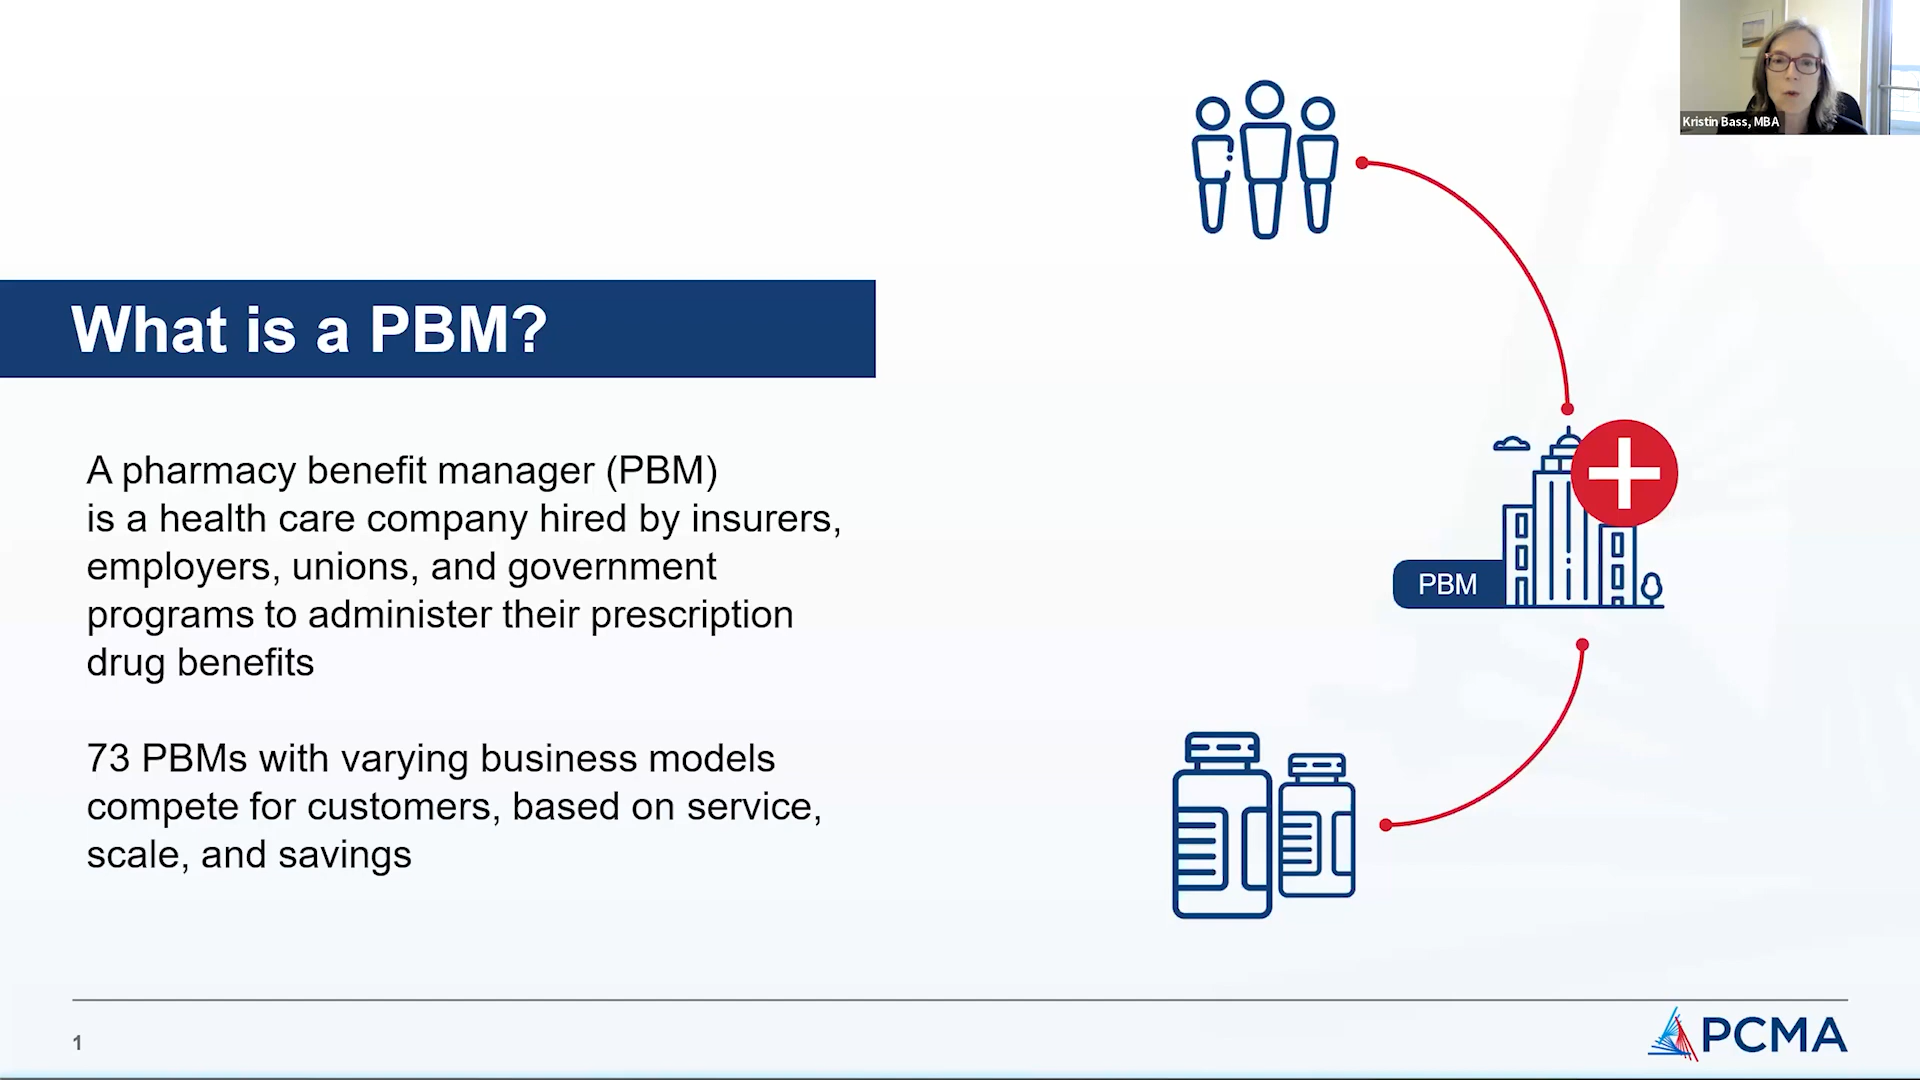 Kristin Bass, MBA
What is a PBM?
A pharmacy benefit manager (PBM)
is a health care company hired by insurers,
employers, unions, and government
programs to administer their prescription
drug benefits
73 PBMs with varying business models
compete for customers, based on service,
scale, and savings
PBM
1
PCMA